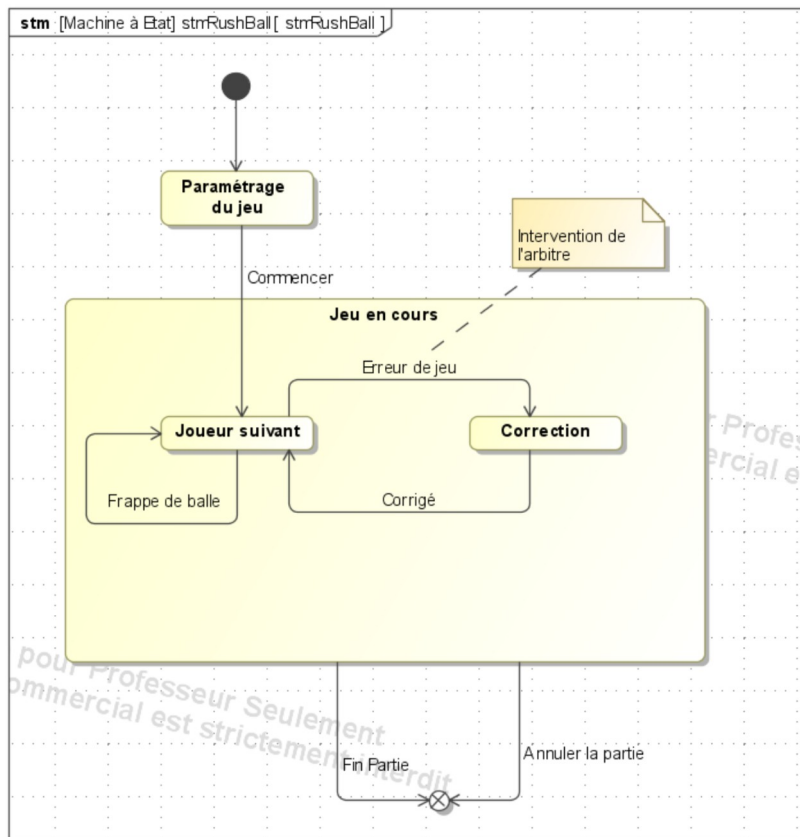 stm [Machine à Etat] stmRushBall[ stmRushBall ]
Paramétrage
du jeu
Intervention de
l'arbitre
Commencer
Jeu en cours
Erreur de jeu
Joueur suivant
Correction
Frappe de balle
Corrigé
pour Professeur Seulement
commercial est strictement interdit
Fin Partie
Annuler la partie